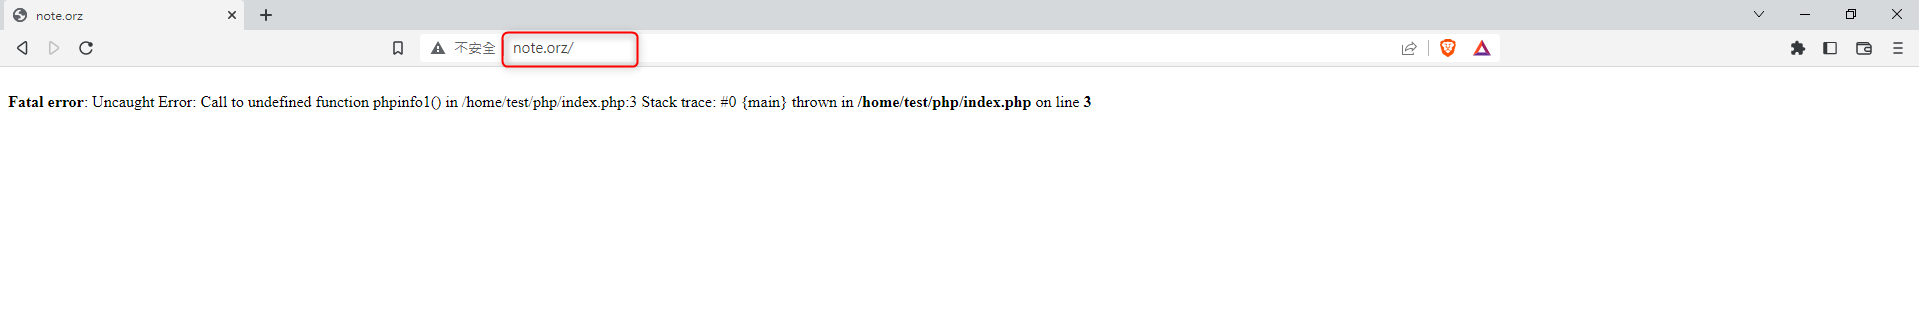 note.orz
不安全 note.orz/
Fatal error: Uncaught Error: Call to undefined function phpinfo1() in /home/test/php/index.php:3 Stack trace: #0 {main} thrown in /home/test/php/index.php on line 3